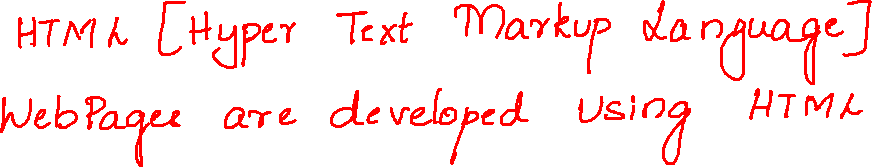 HTML [Hyper Text Markup Language]
WebPages are developed using HTML